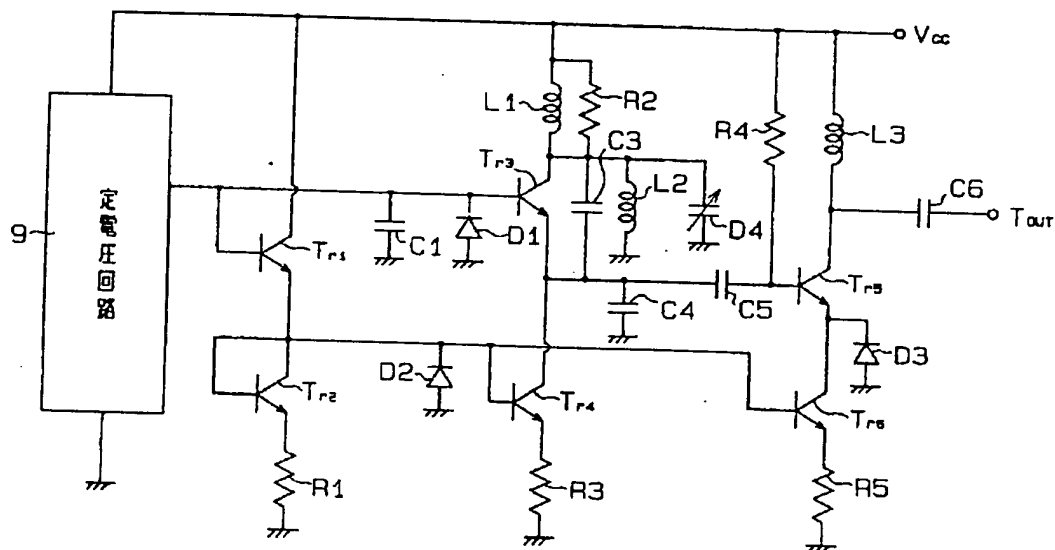 Vcc
L1
R2
R4
L3
C3
Tr3
L2
C6
TOUT
9
定電圧回路
C1
D1
D4
Tr1
C4
C5
Tr5
D2
D3
Tr2
Tr4
Tr6
R1
R3
R5